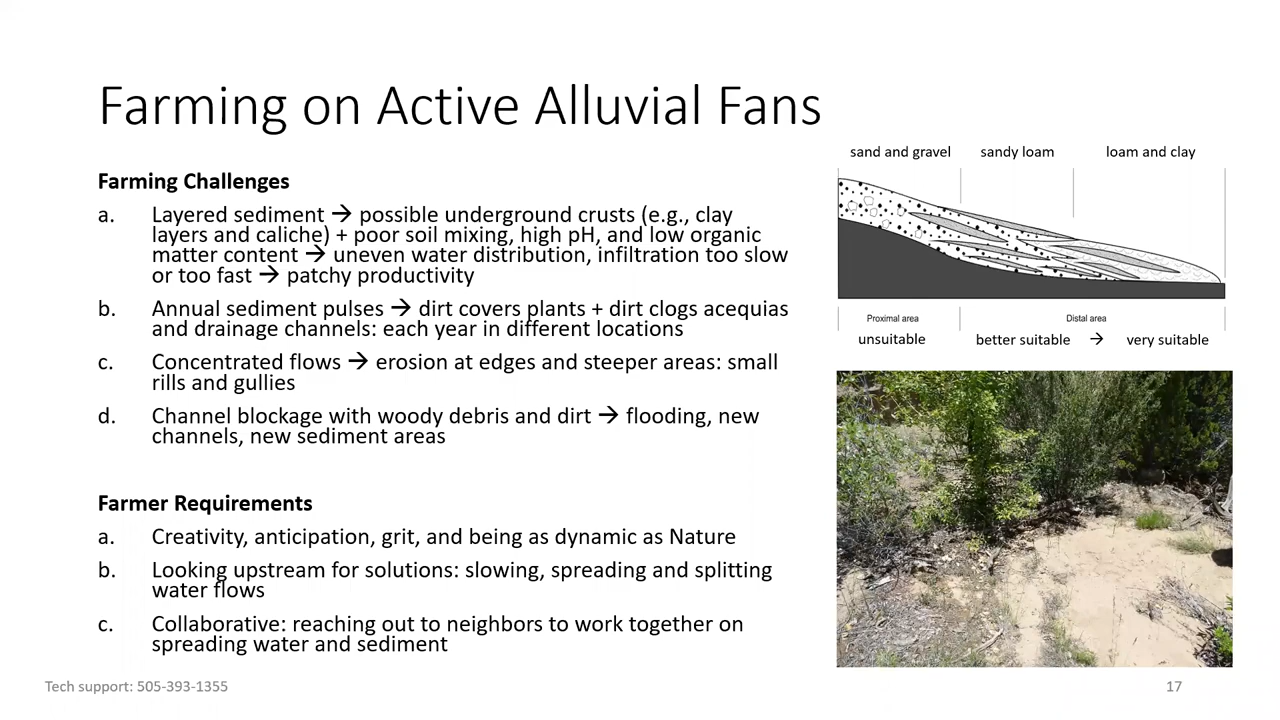 Farming on Active Alluvial Fans
Farming Challenges
a. Layered sediment → possible underground crusts (e.g., clay
layers and caliche) + poor soil mixing, high pH, and low organic
matter content → uneven water distribution, infiltration too slow
or too fast → patchy productivity
b. Annual sediment pulses → dirt covers plants + dirt clogs acequias
and drainage channels: each year in different locations
c. Concentrated flows → erosion at edges and steeper areas: small
rills and gullies
d. Channel blockage with woody debris and dirt → flooding, new
channels, new sediment areas
Farmer Requirements
a. Creativity, anticipation, grit, and being as dynamic as Nature
b. Looking upstream for solutions: slowing, spreading and splitting
water flows
c. Collaborative: reaching out to neighbors to work together on
spreading water and sediment
sand and gravel sandy loam loam and clay
Proximal area Distal area
unsuitable better suitable → very suitable
Tech support: 505-393-1355
17